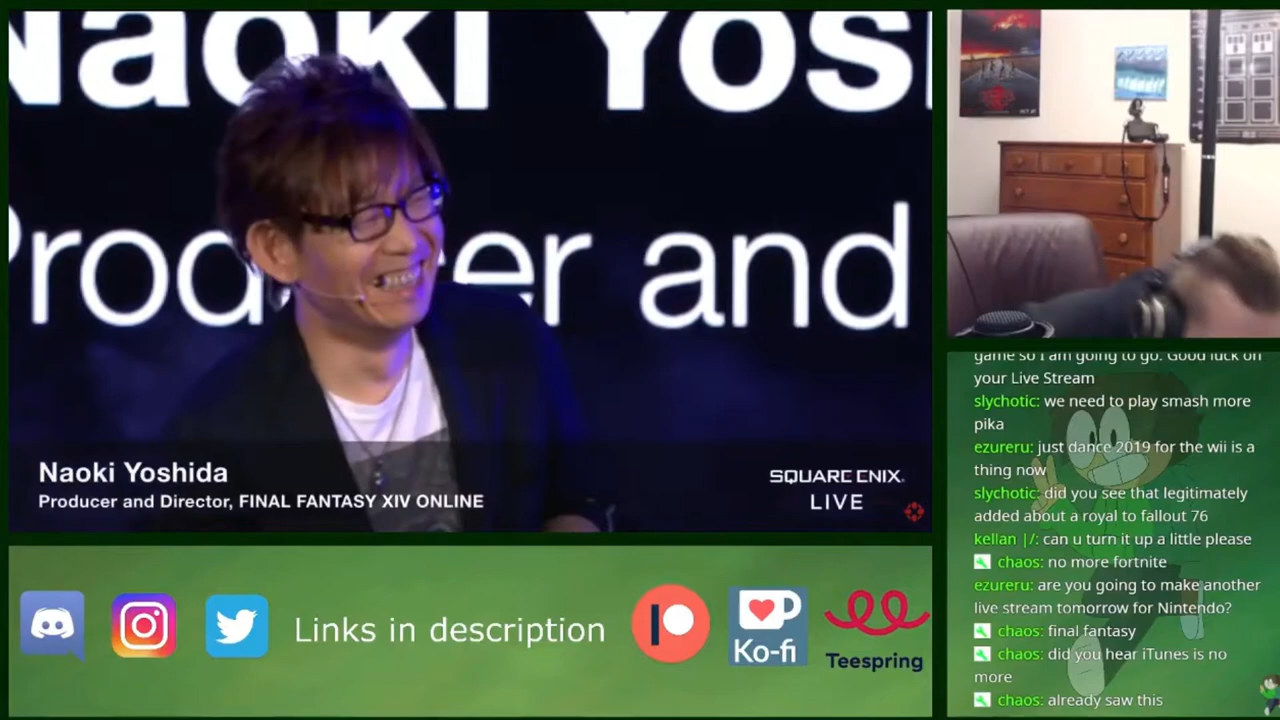 Naoki Yos
Producer and
Naoki Yoshida
Producer and Director, FINAL FANTASY XIV ONLINE
SQUARE ENIX.
LIVE
Links in description
Ko-fi
Teespring
game so I am going to go. Good luck on
your Live Stream
slychotic: we need to play smash more
pika
ezureru: just dance 2019 for the wii is a
thing now
slychotic: did you see that legitimately
added about a royal to fallout 76
kellan |/: can u turn it up a little please
chaos: no more fortnite
ezureru: are you going to make another
live stream tomorrow for Nintendo?
chaos: final fantasy
chaos: did you hear iTunes is no
more
chaos: already saw this